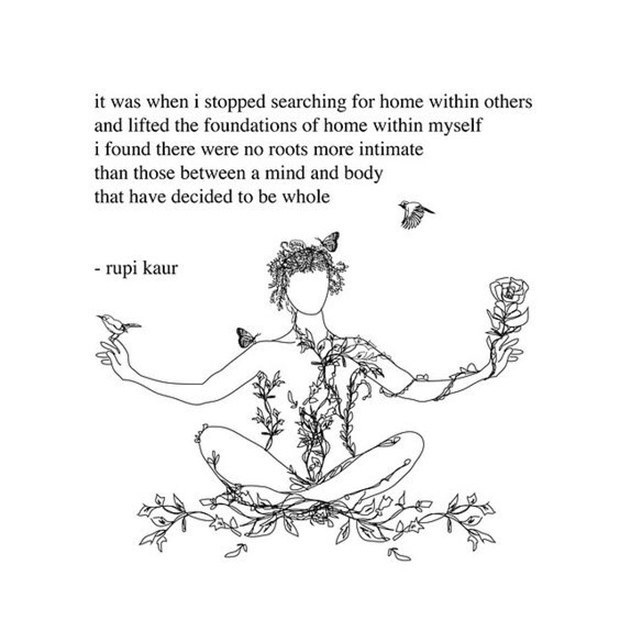 it was when i stopped searching for home within others
and lifted the foundations of home within myself
i found there were no roots more intimate
than those between a mind and body
that have decided to be whole
- rupi kaur